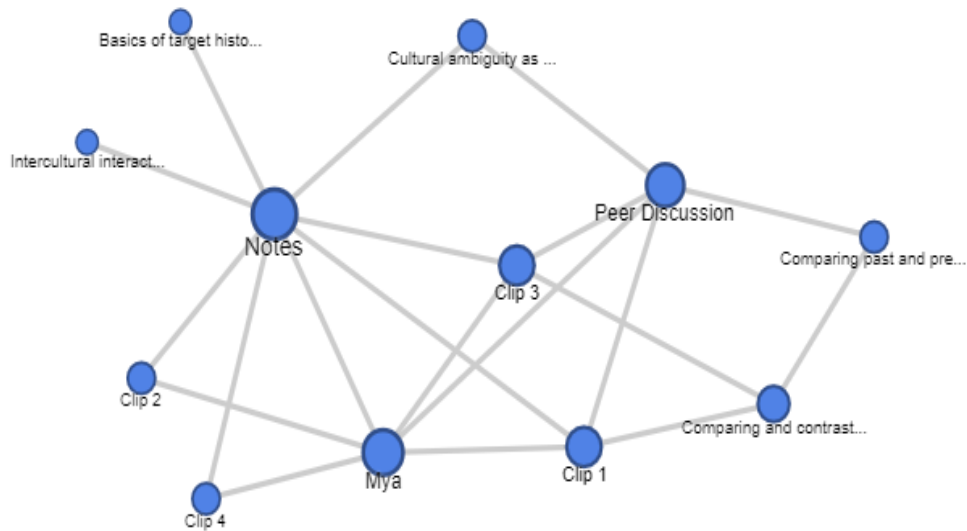 Basics of target histo...
Cultural ambiguity as ...
Intercultural interact...
Peer Discussion
Notes
Comparing past and pre...
Clip 3
Clip 2
Comparing and contrast...
Clip 1
Mya
Clip 4